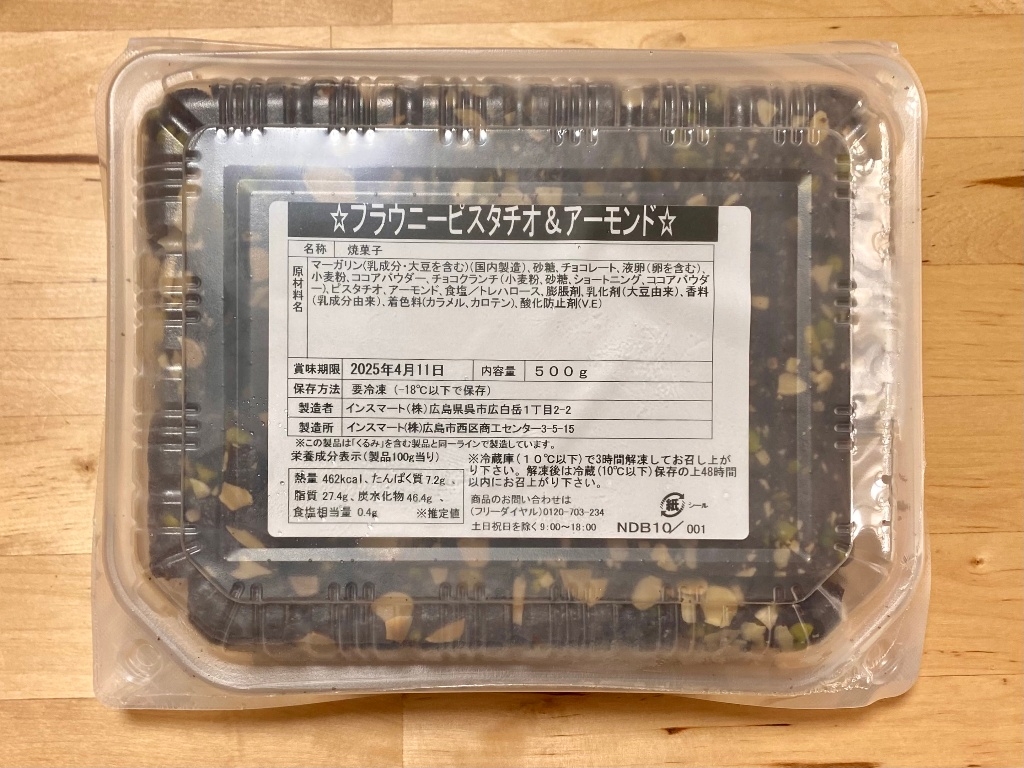 ☆ブラウニーピスタチオ&アーモンド☆
名称 焼菓子
原材料名
マーガリン(乳成分・大豆を含む)(国内製造)、砂糖、チョコレート、液卵(卵を含む)、
小麦粉、ココアパウダー、チョコクランチ(小麦粉、砂糖、ショートニング、ココアパウダ
ー)、ピスタチオ、アーモンド、食塩/トレハロース、膨脹剤、乳化剤(大豆由来)、香料
(乳成分由来)、着色料(カラメル、カロテン)、酸化防止剤(V.E)
賞味期限 2025年4月11日 内容量 500g
保存方法 要冷凍(-18℃以下で保存)
製造者 インスマート(株)広島県呉市広白岳1丁目2-2
製造所 インスマート(株)広島市西区商工センター3-5-15
※この製品は「くるみ」を含む製品と同一ラインで製造しています。
栄養成分表示(製品100g当り)
熱量 462kcal、たんぱく質 7.2g、
脂質 27.4g、炭水化物 46.4g、
食塩相当量 0.4g ※推定値
※冷蔵庫(10℃以下)で3時間解凍してお召し上が
り下さい。解凍後は冷蔵(10℃以下)保存の上48時間
以内にお召し上がり下さい。
商品のお問い合わせは
(フリーダイヤル)0120-703-234
土日祝日を除く9:00〜18:00
紙 シール
NDB10/001